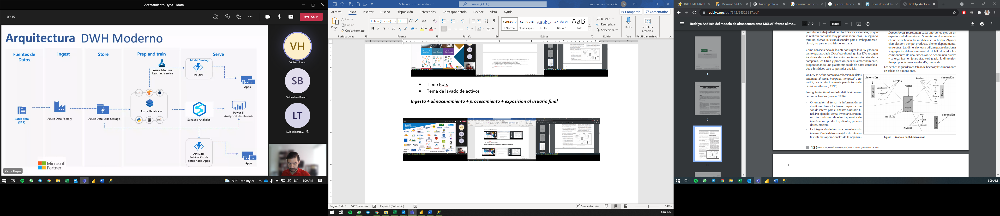 Acercamiento Dyna - Idata
09:15
Salir
Arquitectura DWH Moderno
Fuentes de
Datos
Ingest
Store
Prep and train
Serve
Azure Machine
Learning service
Model Serving
ML API
Apps
Batch data
(SAP)
Azure Data Factory
Azure Data Lake Storage
Azure Databricks
Synapse Analytics
Power BI
Analytical dashboards
API Data
Publicación de
datos hacia Apps
Apps
Microsoft
Partner
Victor Hoyos
VH
Victor Hoyos
SB
Sebastian Boliv...
LT
Luis Alberto...
80°F Mostly cl...
ESP
8:09 AM
Seti.docx - Guardando...
Buscar (Alt+Q)
Juan Serna - Dyna _Cía.
JS
Archivo
Inicio
Insertar
Diseño
Disposición
Referencias
Correspondencia
Revisar
Vista
Ayuda
Compartir
Comentarios
Pegar
Cortar
Copiar
Copiar formato
Portapapeles
Calibri (Cuerpo)
11
Fuente
Párrafo
AaBbCcDc
¶ Normal
AaBbCcDc
¶ Sin espa...
AaBbCc
Título 1
AaBbCcD
Título 2
AaB
Título
Estilos
Buscar
Reemplazar
Seleccionar
Edición
Dictar
Voz
Reutilizar
archivos
Reutilizar archivos
• Tiene Bots
• Tema de lavado de activos
Ingesta + almacenamiento + procesamiento + exposición al usuario final
Página 8 de 8
1467 palabras
Español (Colombia)
Concentración
140%
8:09 AM
INFORME DIARIO
Microsoft SQL Se
Nueva pestaña
en azure no se p
queries - Buscar
Tipos de modelo
Redalyc.Análisis d
redalyc.org/pdf/643/64326317.pdf
Redalyc.Análisis del modelo de almacenamiento MOLAP frente al mo...
3 / 9
100%
1
2
3
perturba el trabajo diario en las BD transaccionales, ya que
se realizan consultas muy pesadas sobre ellas. En segundo
término, dichas BD están diseñadas para el trabajo transac-
cional, no para el análisis de los datos.
Como consecuencia de lo anterior surgen los DW y toda su
tecnología asociada (Data Warehousing). Los DW recogen
los datos de los distintos entornos transaccionales de la
compañía, los filtran y procesan para su almacenamiento,
proporcionando una plataforma sólida de datos consolida-
dos e históricos para su posterior análisis.
Un DW se define como una colección de datos
orientada al tema, integrada, temporal y no
volátil, usada principalmente para la toma de
decisiones (Inmon, 1996).
Los siguientes términos de la definición mere-
cen ser aclarados (Inmon, 1996):
- Orientación al tema: la información se
clasifica en base a los temas o aspectos que
son de interés para el analista o usuario fi-
nal. Por ejemplo: venta, inventario, crimen,
etc. Por cada uno de ellos hay sujetos de
interés como productos, clientes, provee-
dores, etcétera.
- La integración de los datos: se refiere a la
integración de datos recogidos de diferen-
tes sistemas operacionales de la organiza-
- Dimensiones: representan cada uno de los ejes en un
espacio multidimensional. Suministran el contexto en
el que se obtienen las medidas de un hecho. Algunos
ejemplos son: tiempo, producto, cliente, departamento,
entre otras. Las dimensiones se utilizan para seleccionar
y agrupar los datos en un nivel de detalle deseado. Los
componentes de una dimensión se denominan niveles
y se organizan en jerarquías, verbigracia, la dimensión
tiempo puede tener niveles día, mes y año.
Los hechos se guardan en tablas de hechos y las dimensiones
en tablas de dimensiones.
dimensión
niveles
niveles
dimensión
hecho
Producto
Departamento
Categoría
Producto
Año
Trimestre
Mes
Semana
Día
Tiempo
Ventas
importe
unidades
medidas
Región
Ciudad
Almacén
Almacén
dimensión
niveles
Figura 1. Modelo multidimensional
136 REVISTA INGENIERÍA E INVESTIGACIÓN VOL. 26 No.3, DICIEMBRE DE 2006
8:09 AM